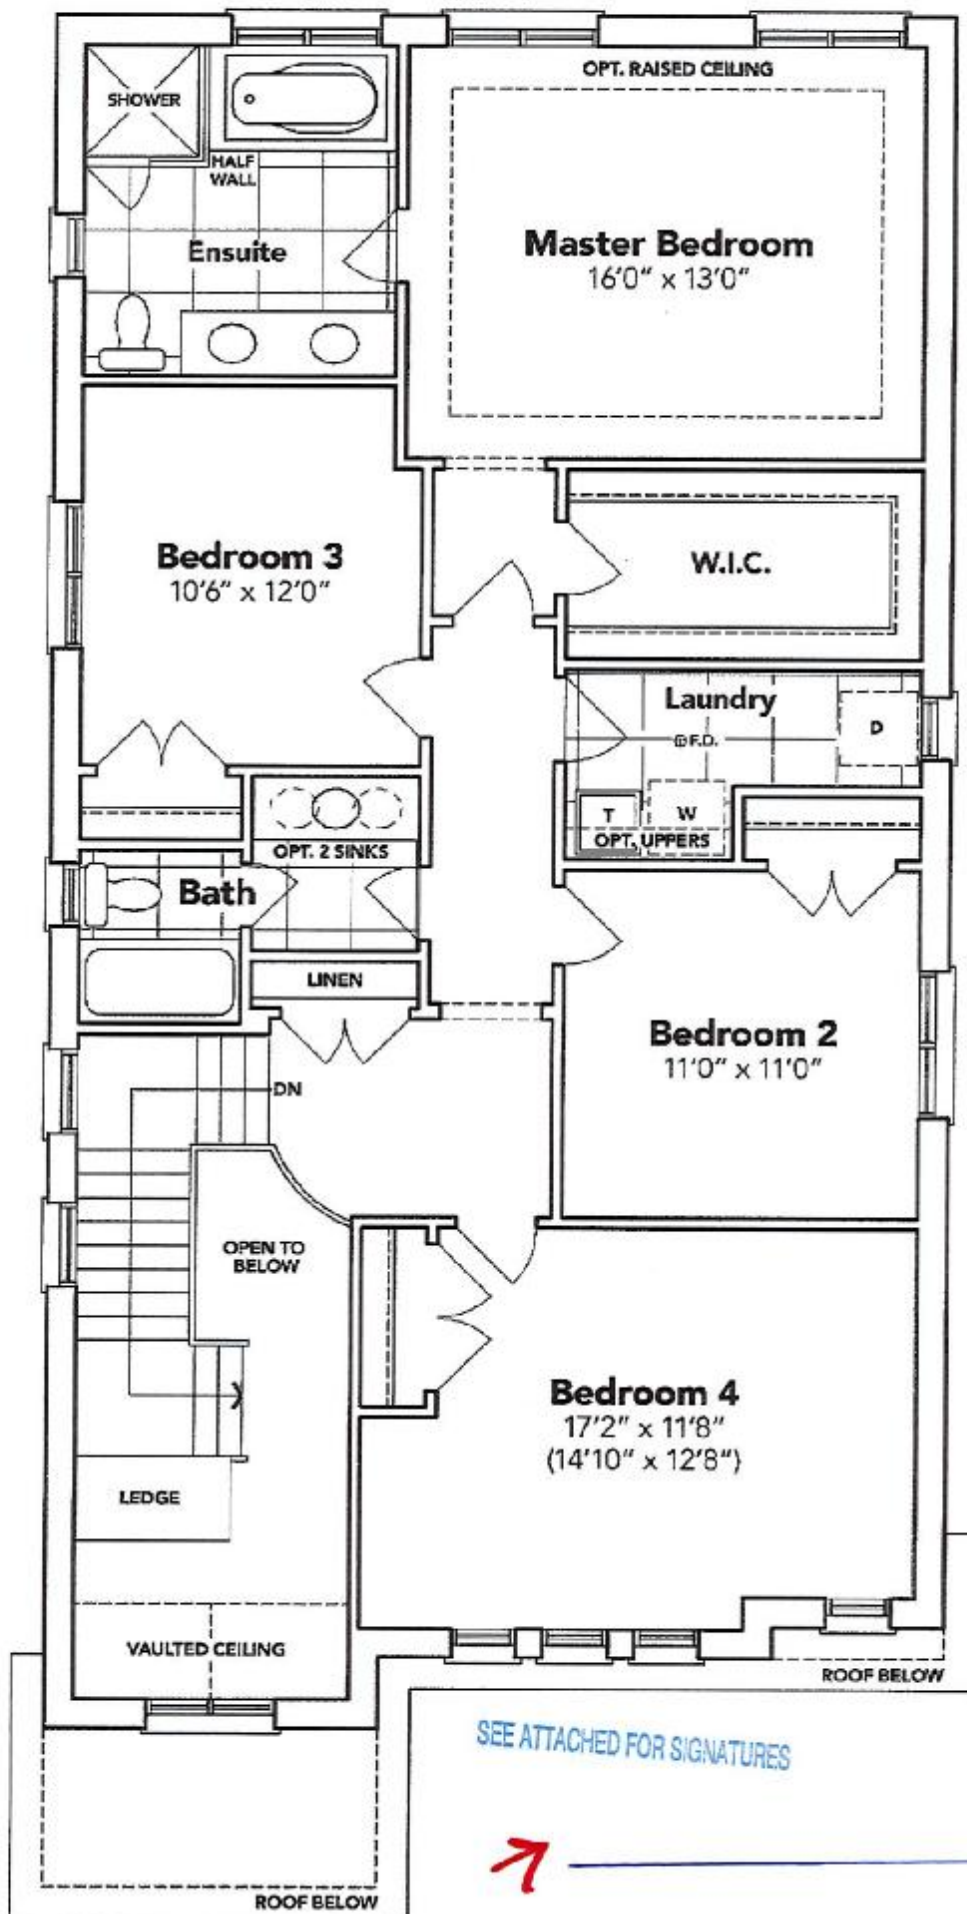 OPT. RAISED CEILING
SHOWER
HALF
WALL
Ensuite
Master Bedroom
16'0" x 13'0"
Bedroom 3
10'6" x 12'0"
W.I.C.
Laundry
F.D.
D
T
W
OPT. UPPERS
OPT. 2 SINKS
Bath
LINEN
Bedroom 2
11'0" x 11'0"
DN
OPEN TO
BELOW
Bedroom 4
17'2" x 11'8"
(14'10" x 12'8")
LEDGE
VAULTED CEILING
ROOF BELOW
SEE ATTACHED FOR SIGNATURES
ROOF BELOW